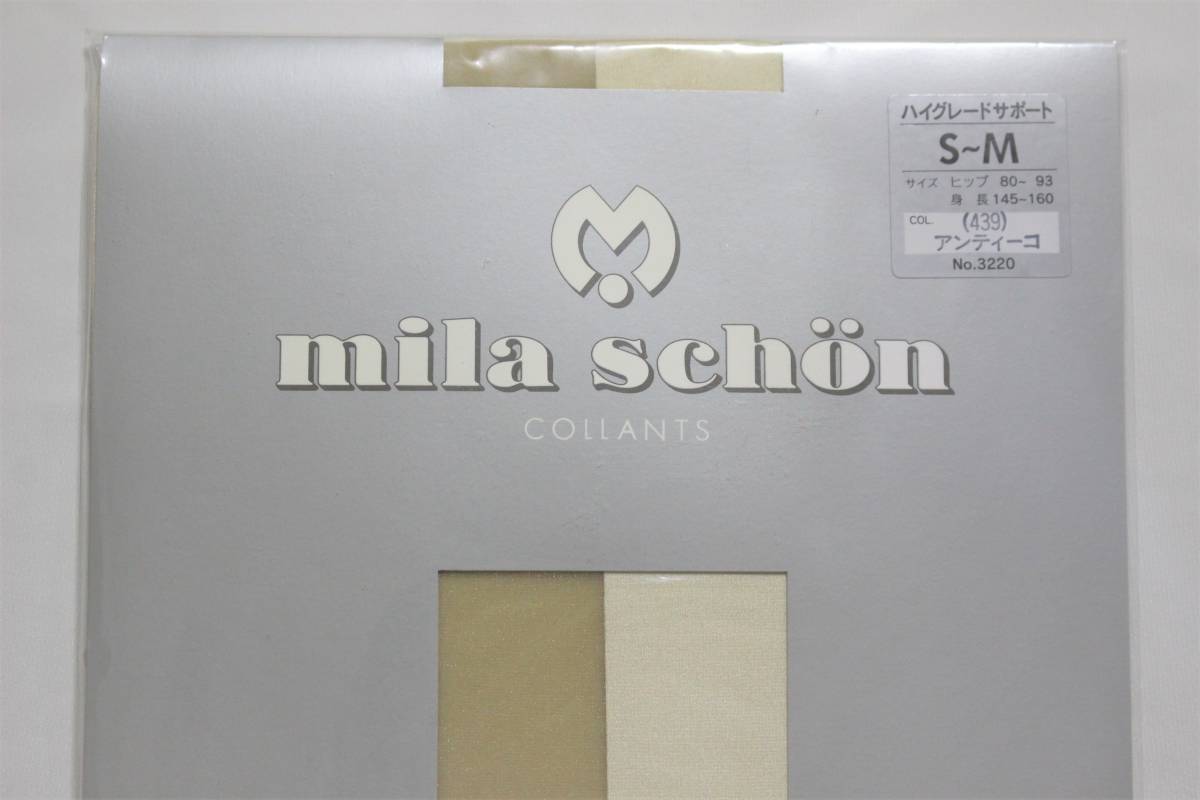 ハイグレードサポート
S~M
サイズ ヒップ 80~ 93
身 長 145~160
COL. (439)
アンティーコ
No.3220
mila schön
COLLANTS